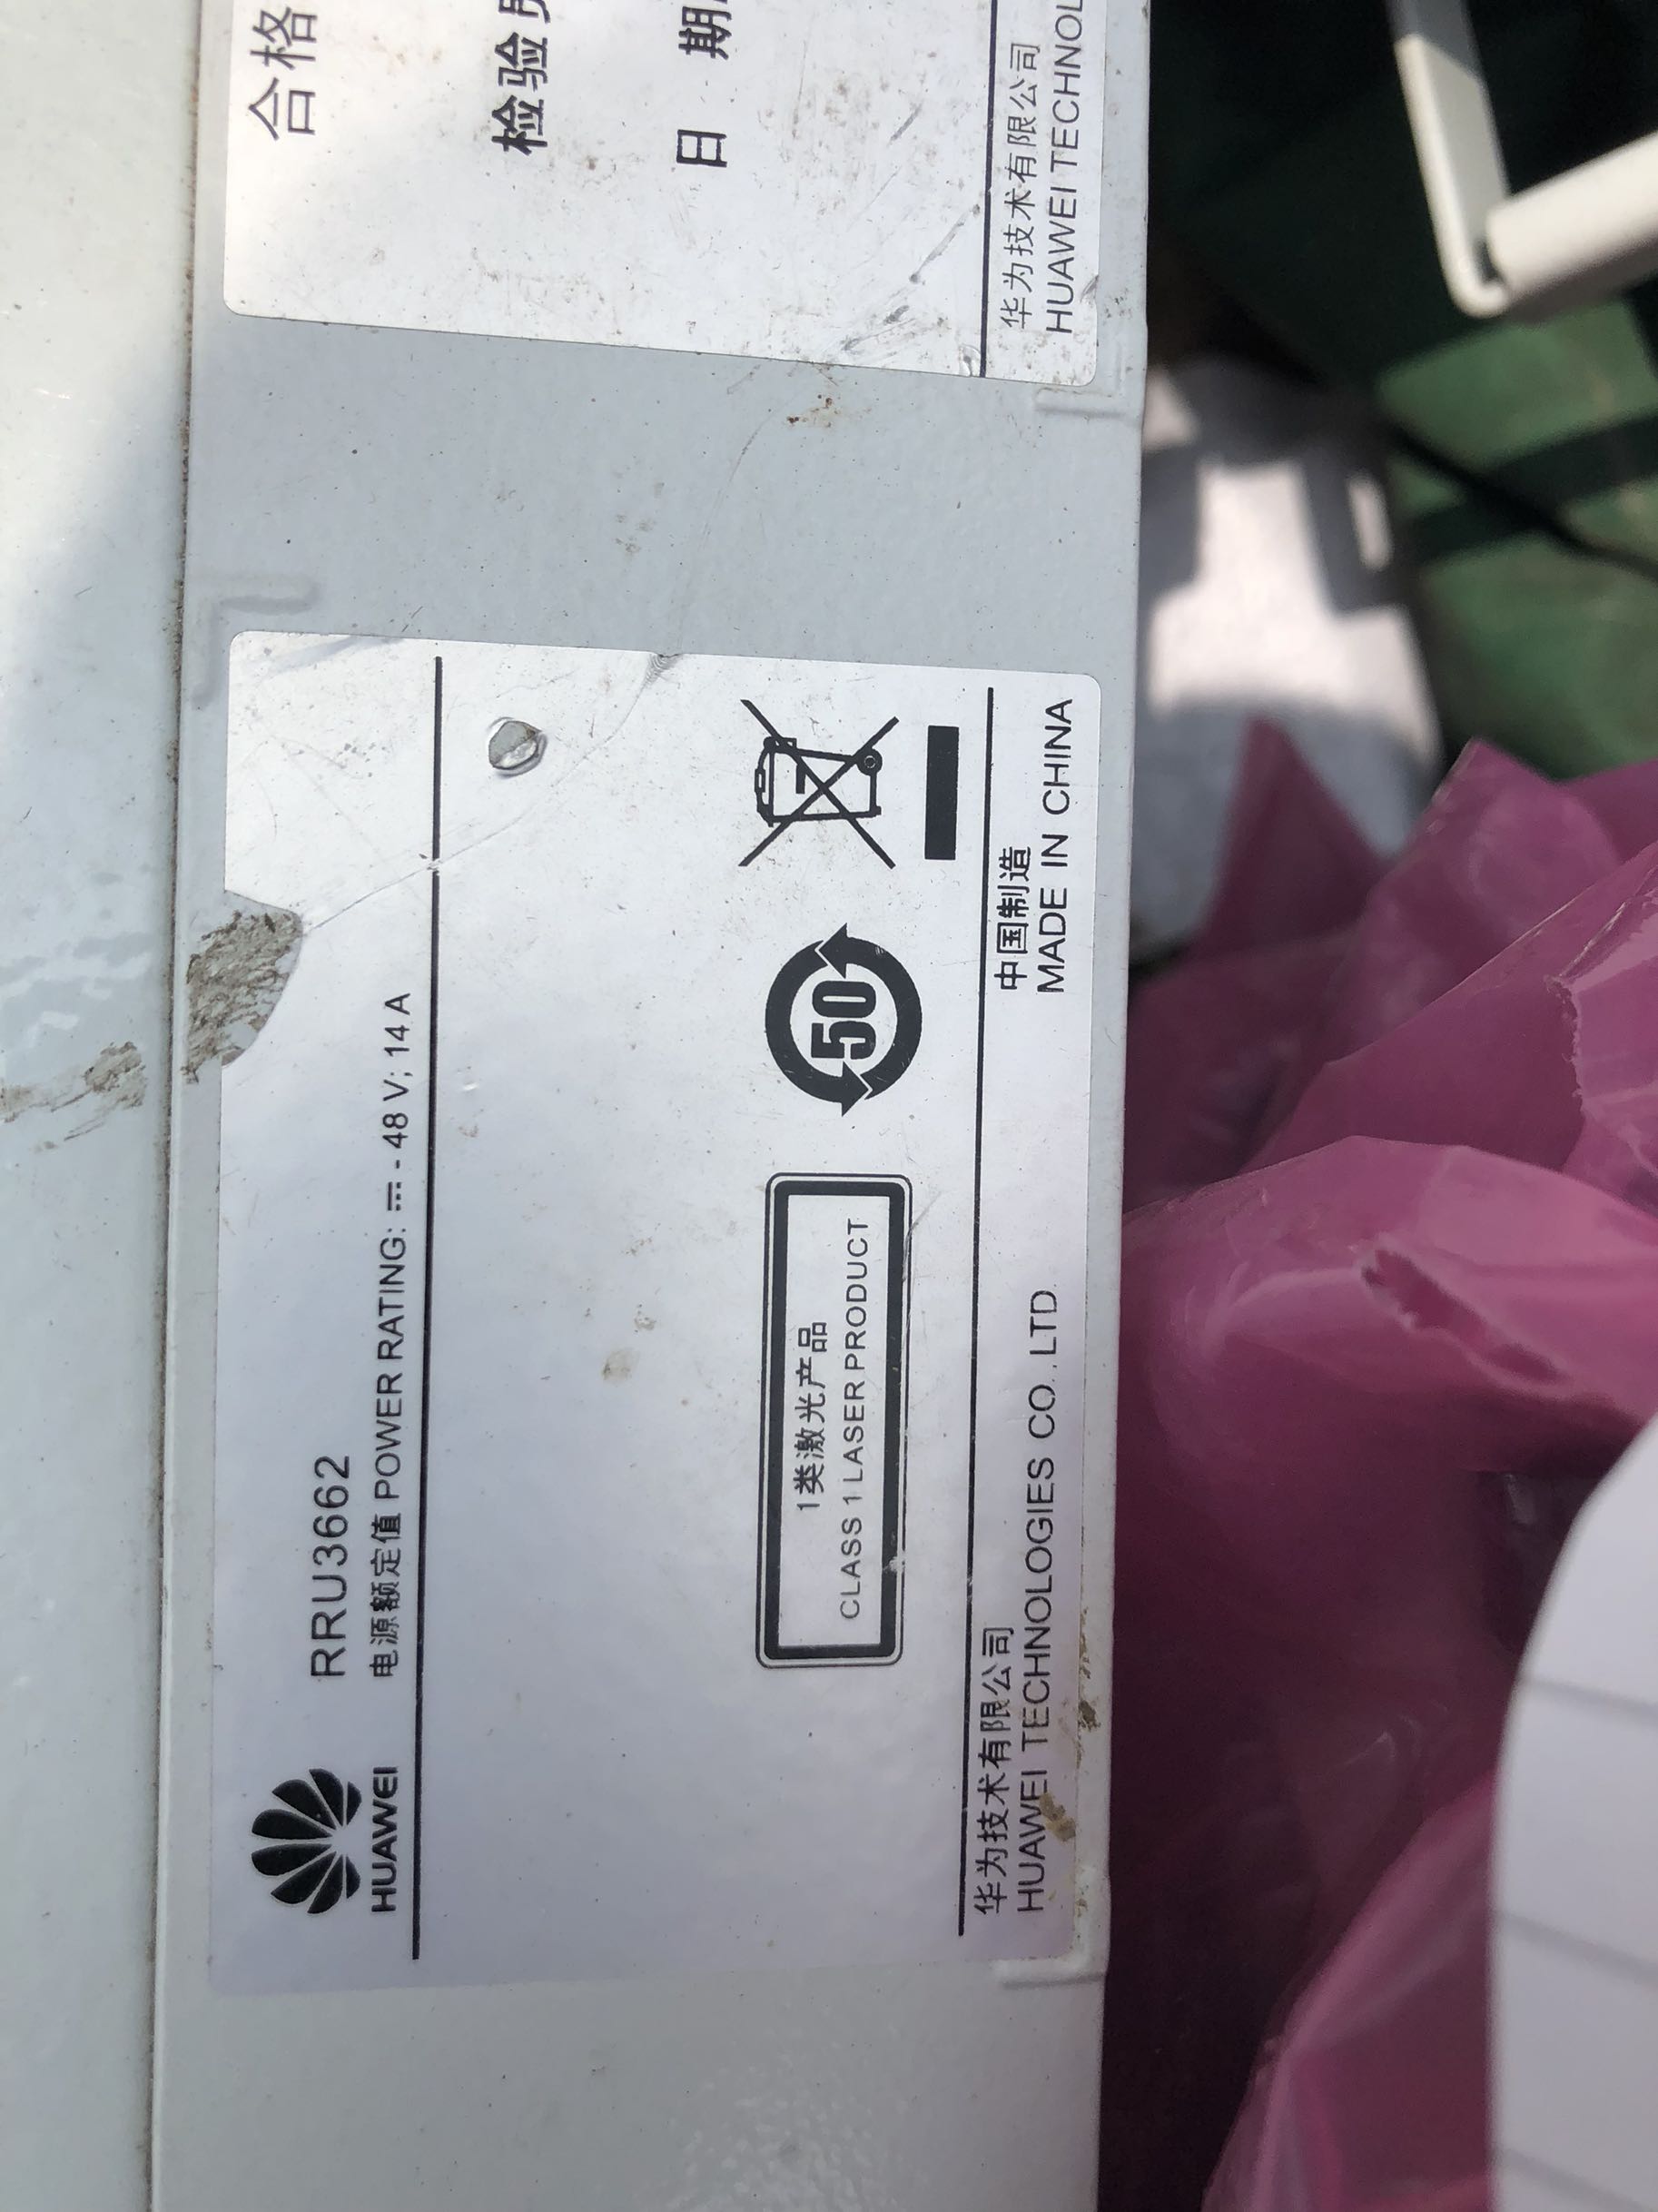 HUAWEI
RRU3662
电源额定值 POWER RATING: ⎓ - 48 V; 14 A
1类激光产品
CLASS 1 LASER PRODUCT
50
华为技术有限公司
HUAWEI TECHNOLOGIES CO., LTD.
中国制造
MADE IN CHINA
合格
检验
日 期
华为技术有限公司
HUAWEI